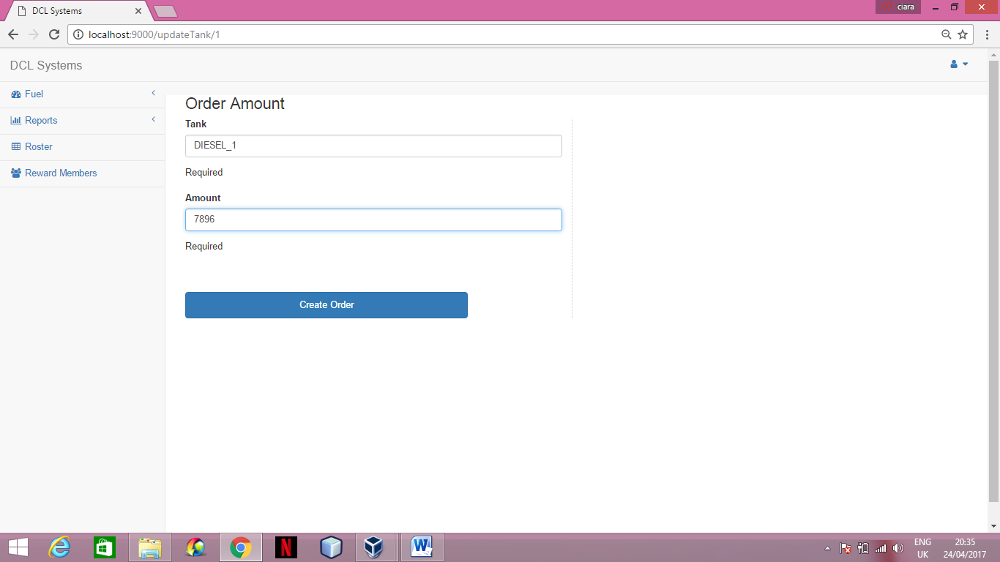 DCL Systems
ciara
localhost:9000/updateTank/1
DCL Systems
Fuel
Reports
Roster
Reward Members
Order Amount
Tank
DIESEL_1
Required
Amount
7896
Required
Create Order
ENG
UK
20:35
24/04/2017